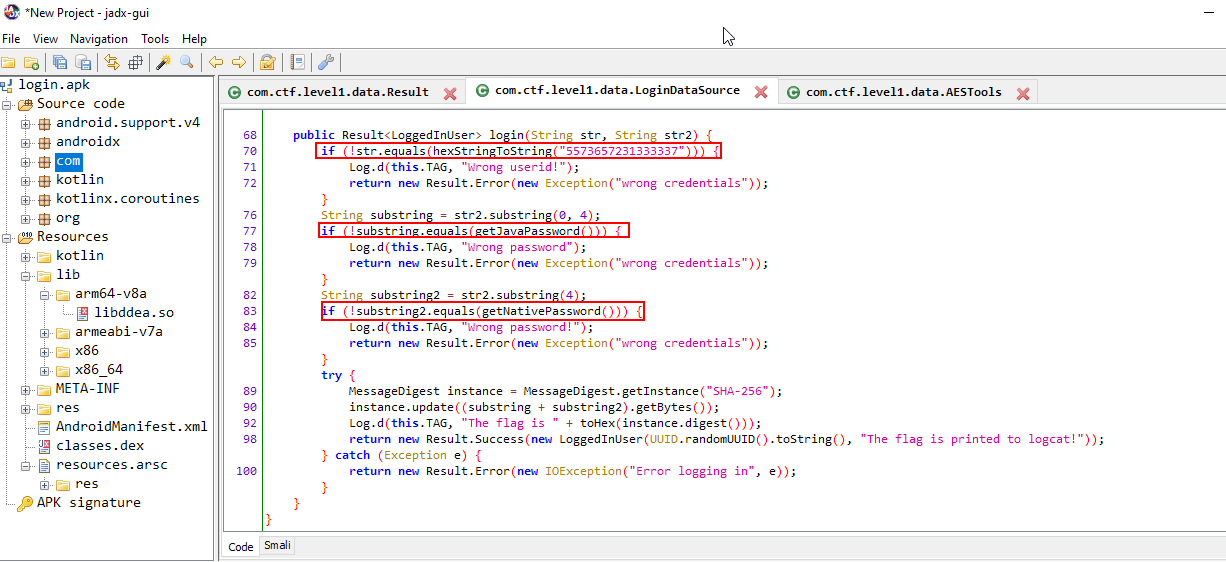 *New Project - jadx-gui
File View Navigation Tools Help
login.apk
Source code
android.support.v4
androidx
com
kotlin
kotlinx.coroutines
org
Resources
kotlin
lib
arm64-v8a
libddea.so
armeabi-v7a
x86
x86_64
META-INF
res
AndroidManifest.xml
classes.dex
resources.arsc
res
APK signature
com.ctf.level1.data.Result com.ctf.level1.data.LoginDataSource com.ctf.level1.data.AESTools
68 public Result<LoggedInUser> login(String str, String str2) {
70 if (!str.equals(hexStringToString("5573657231333337"))) {
71 Log.d(this.TAG, "Wrong userid!");
72 return new Result.Error(new Exception("wrong credentials"));
}
76 String substring = str2.substring(0, 4);
77 if (!substring.equals(getJavaPassword())) {
78 Log.d(this.TAG, "Wrong password");
79 return new Result.Error(new Exception("wrong credentials"));
}
82 String substring2 = str2.substring(4);
83 if (!substring2.equals(getNativePassword())) {
84 Log.d(this.TAG, "Wrong password!");
85 return new Result.Error(new Exception("wrong credentials"));
}
try {
89 MessageDigest instance = MessageDigest.getInstance("SHA-256");
90 instance.update((substring + substring2).getBytes());
92 Log.d(this.TAG, "The flag is " + toHex(instance.digest()));
98 return new Result.Success(new LoggedInUser(UUID.randomUUID().toString(), "The flag is printed to logcat!"));
} catch (Exception e) {
100 return new Result.Error(new IOException("Error logging in", e));
}
}
}
Code Smali